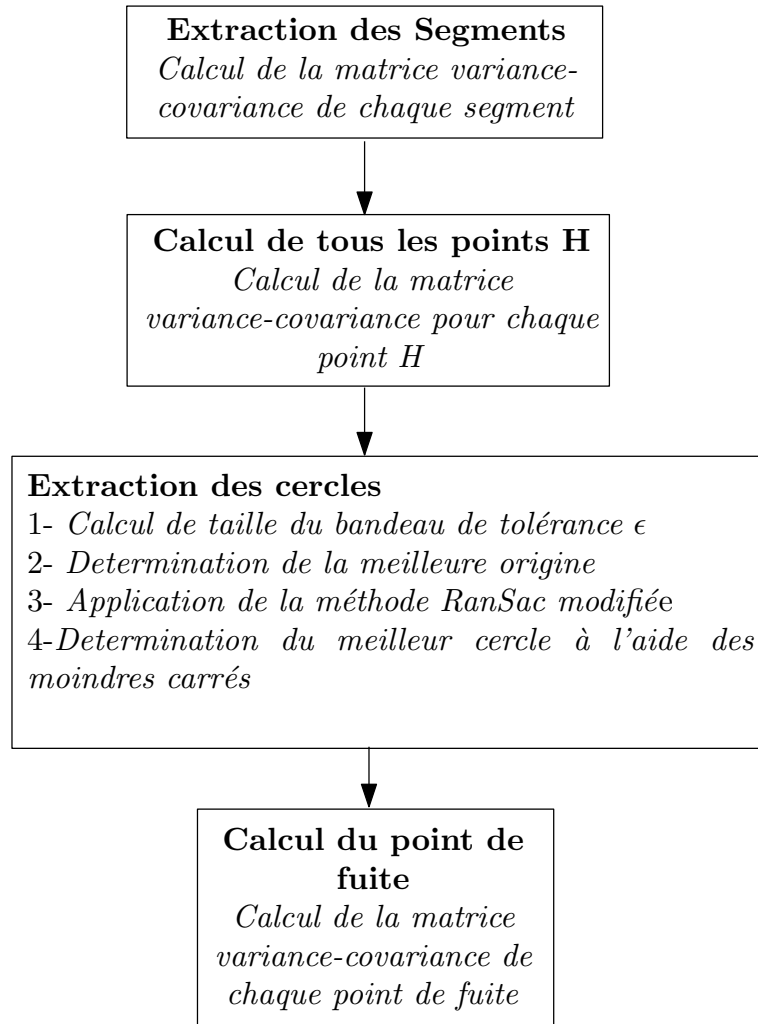 Extraction des Segments
Calcul de la matrice variance-
covariance de chaque segment
Calcul de tous les points H
Calcul de la matrice
variance-covariance pour chaque
point H
Extraction des cercles
1- Calcul de taille du bandeau de tolérance ϵ
2- Determination de la meilleure origine
3- Application de la méthode RanSac modifiée
4-Determination du meilleur cercle à l'aide des
moindres carrés
Calcul du point de
fuite
Calcul de la matrice
variance-covariance de
chaque point de fuite